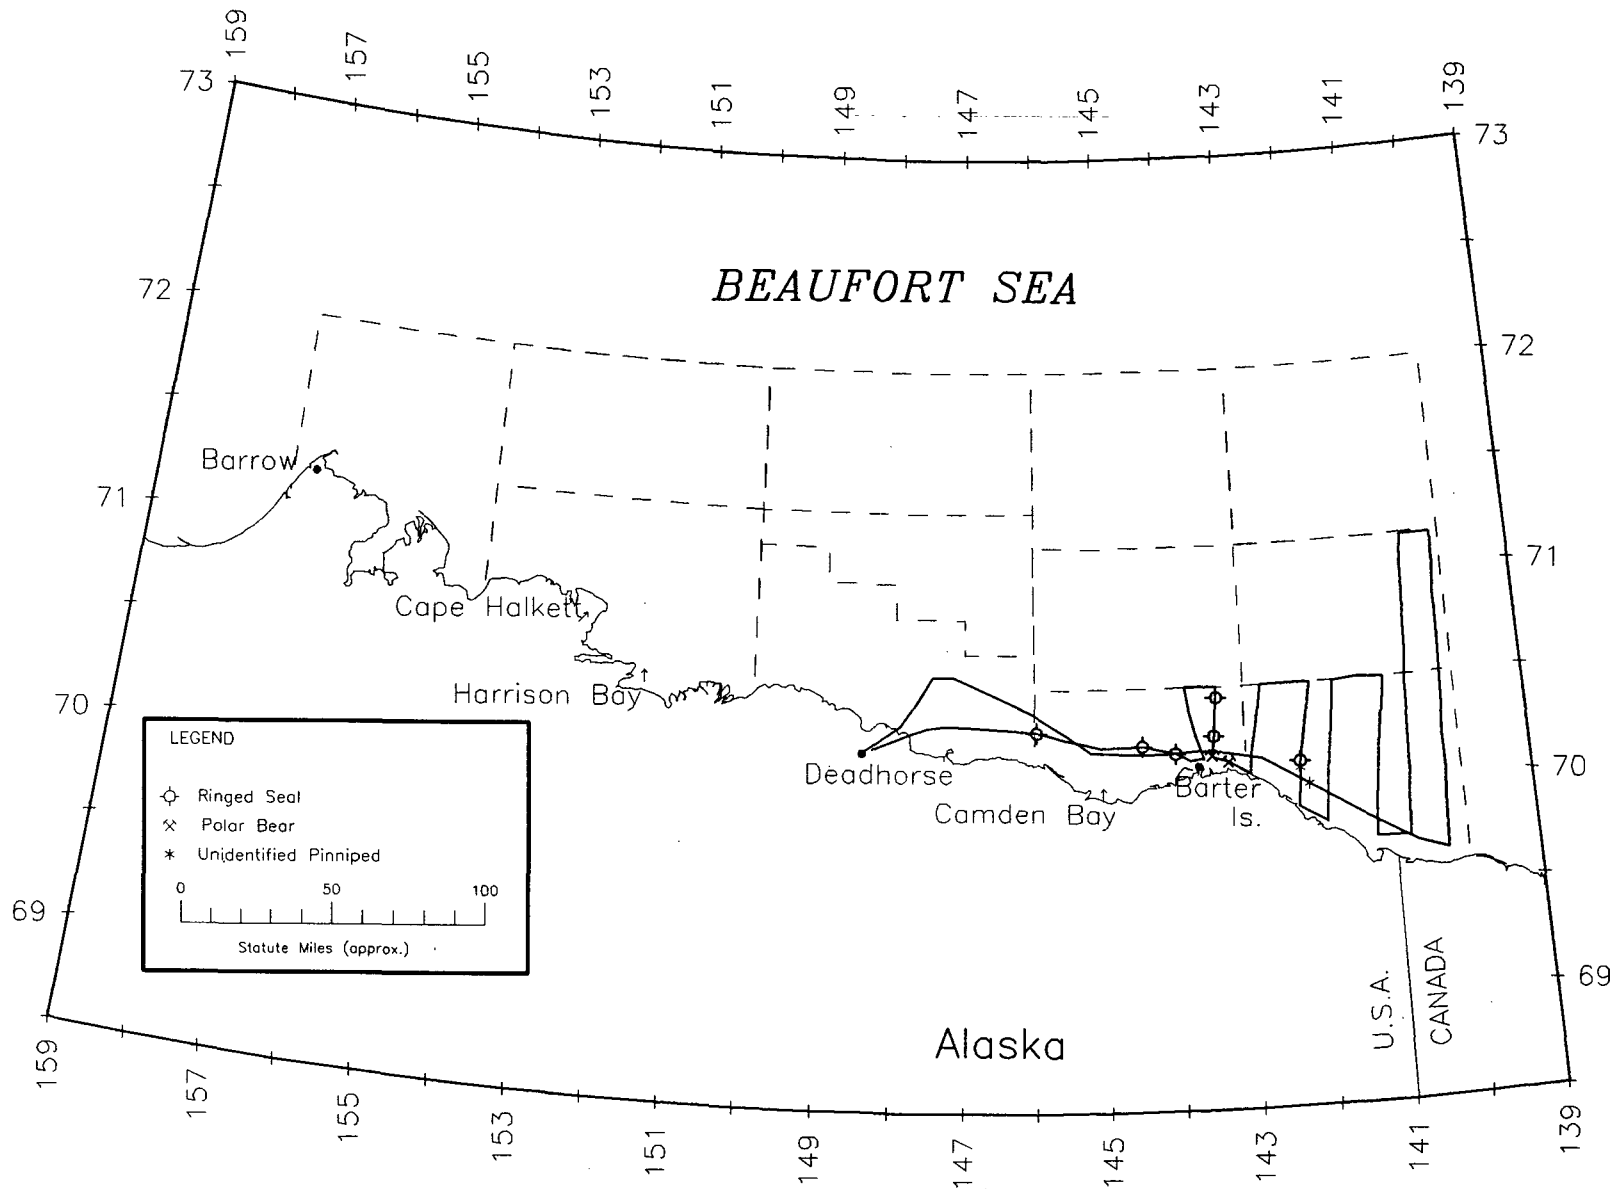 159
157
155
153
151
149
147
145
143
141
139
73
73
BEAUFORT SEA
72
72
Barrow
71
71
Cape Halkett
Harrison Bay
70
70
Deadhorse
Camden Bay
Barter
Is.
LEGEND
Ringed Seal
Polar Bear
Unidentified Pinniped
0 50 100
Statute Miles (approx.)
69
69
U.S.A.
CANADA
Alaska
159
157
155
153
151
149
147
145
143
141
139